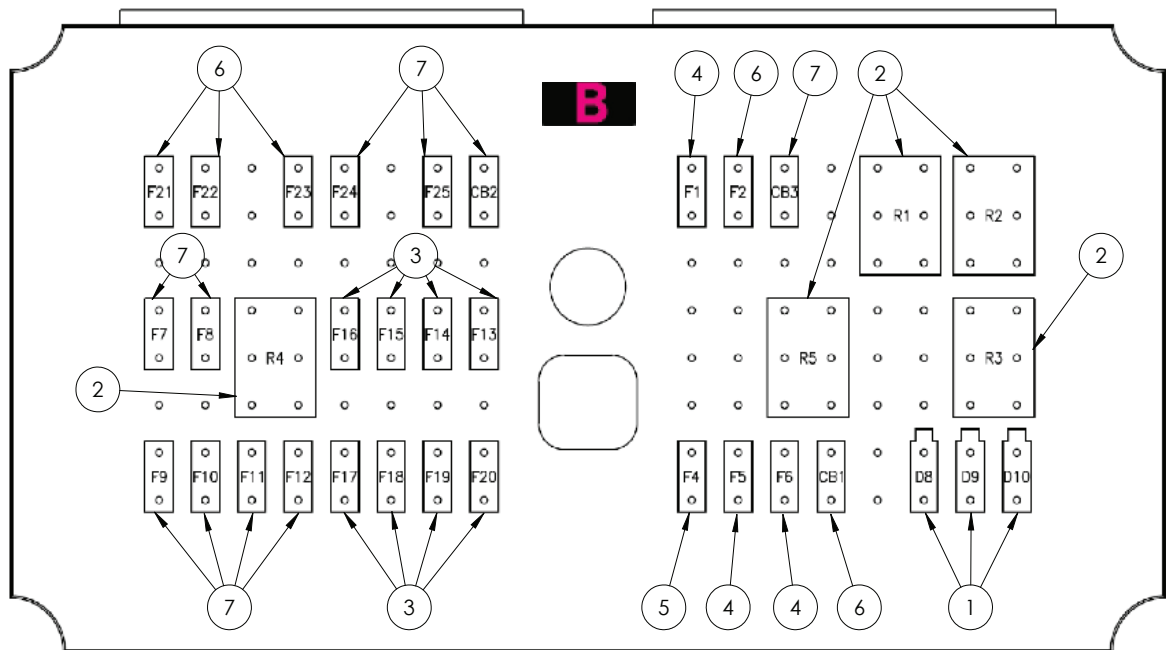 6 7 4 6 7 2
B
F21 F22 F23 F24 F25 CB2 F1 F2 CB3 R1 R2
7 3 2
F7 F8 R4 F16 F15 F14 F13 R5 R3
2
F9 F10 F11 F12 F17 F18 F19 F20 F4 F5 F6 CB1 D8 D9 D10
7 3 5 4 4 6 1